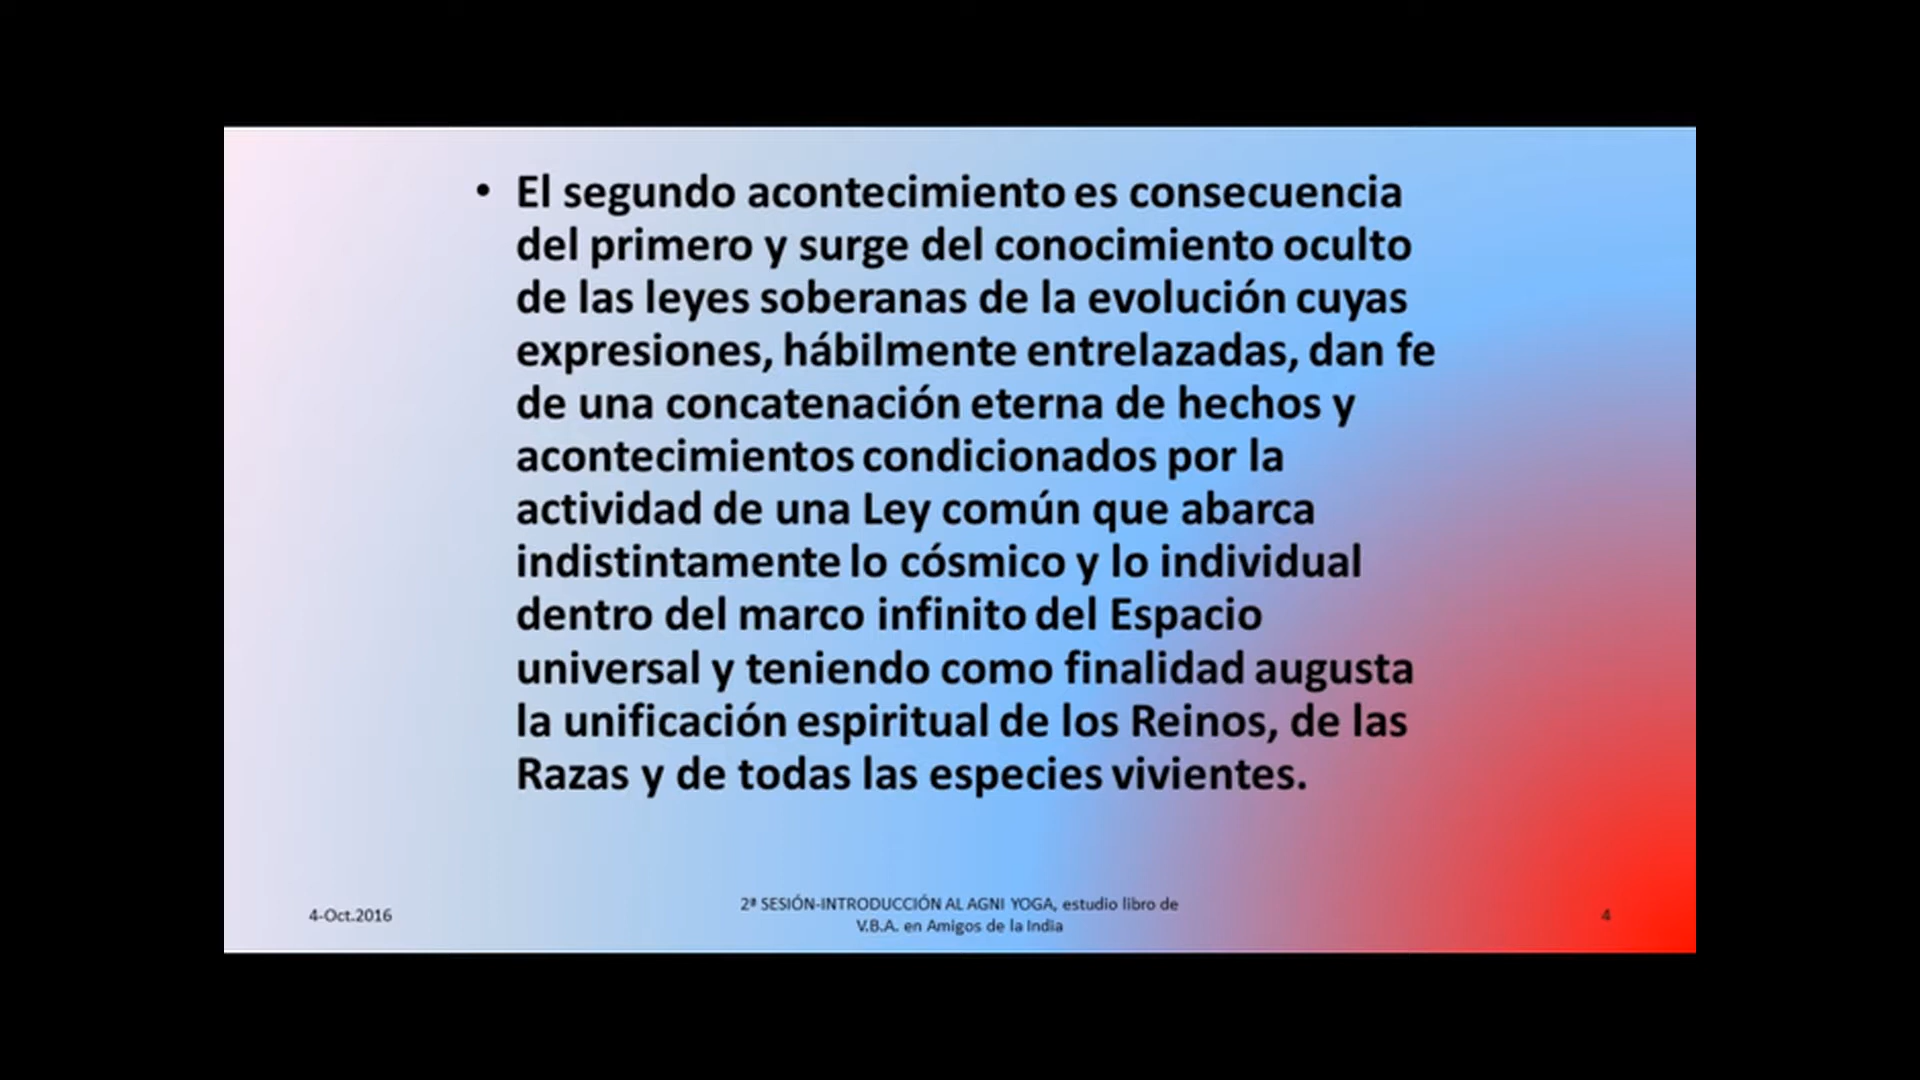 • El segundo acontecimiento es consecuencia
del primero y surge del conocimiento oculto
de las leyes soberanas de la evolución cuyas
expresiones, hábilmente entrelazadas, dan fe
de una concatenación eterna de hechos y
acontecimientos condicionados por la
actividad de una Ley común que abarca
indistintamente lo cósmico y lo individual
dentro del marco infinito del Espacio
universal y teniendo como finalidad augusta
la unificación espiritual de los Reinos, de las
Razas y de todas las especies vivientes.
4-Oct.2016
2ª SESIÓN-INTRODUCCIÓN AL AGNI YOGA, estudio libro de
V.B.A. en Amigos de la India
4